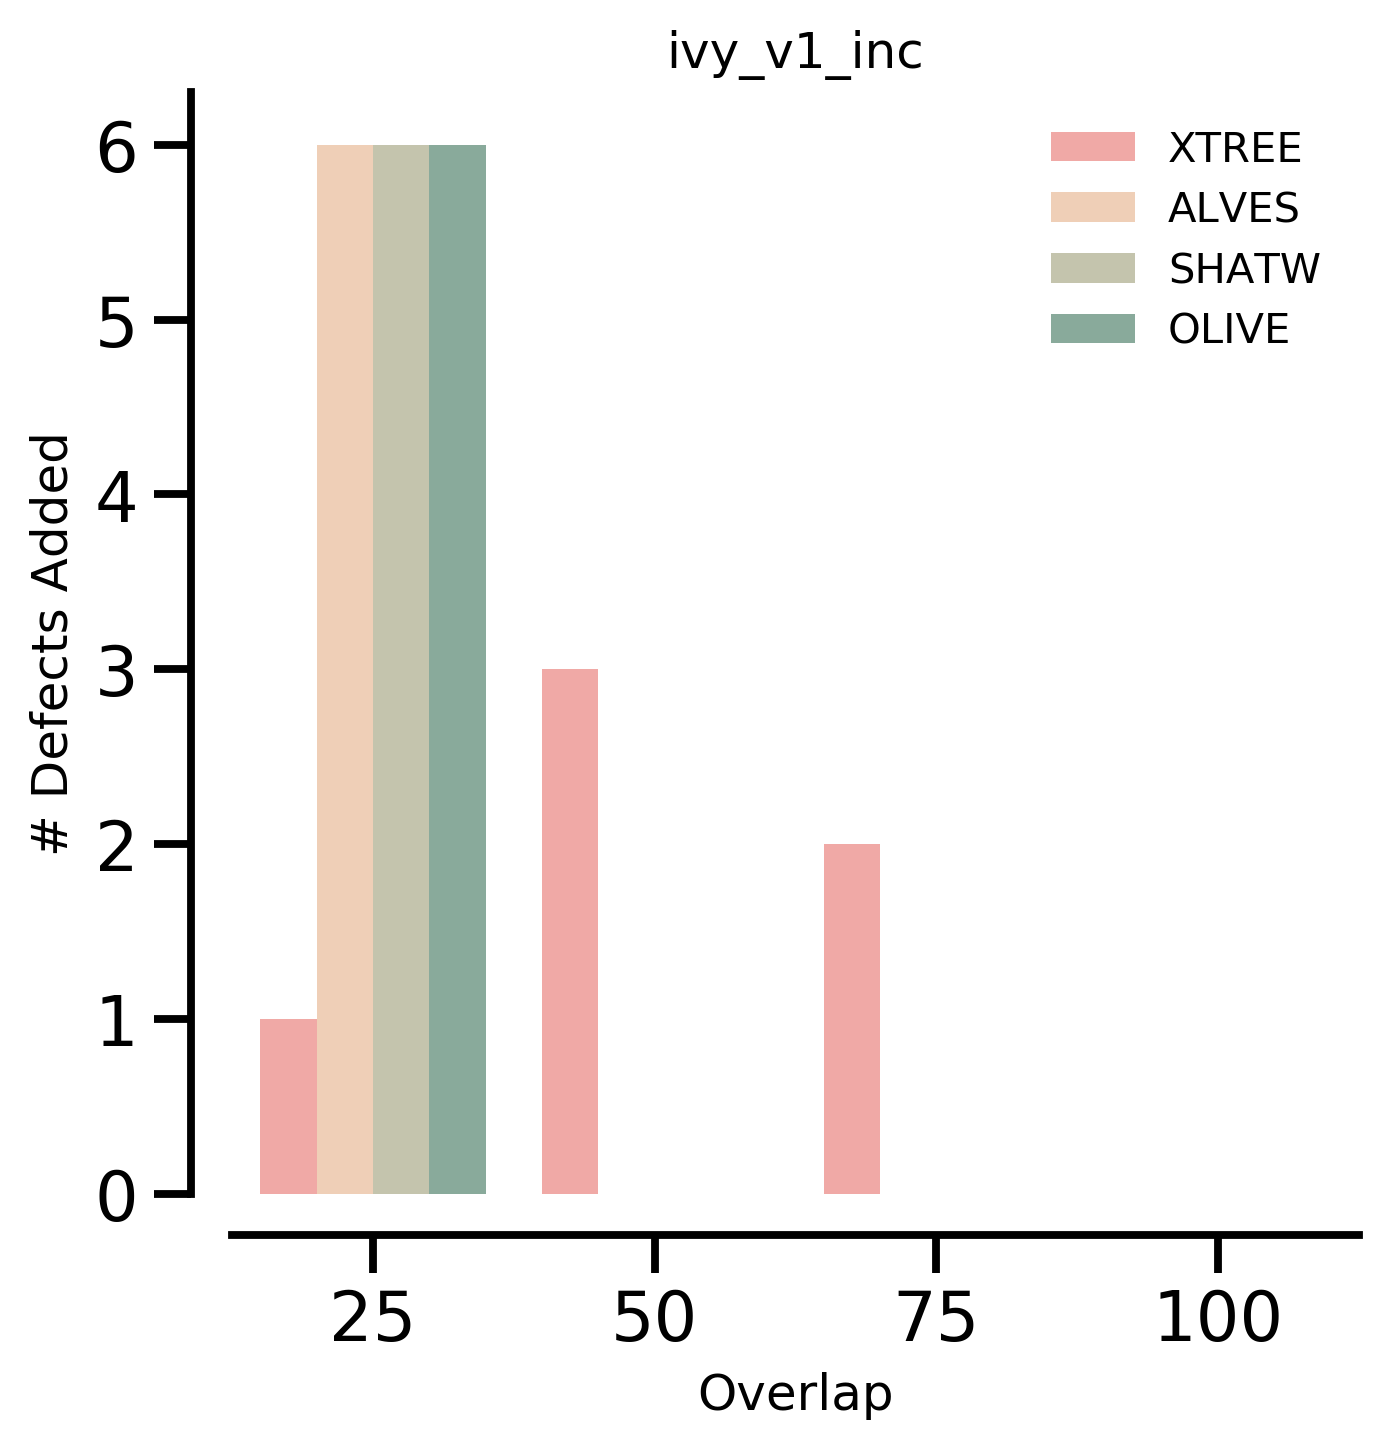 ivy_v1_inc
XTREE
ALVES
SHATW
OLIVE
# Defects Added
6
5
4
3
2
1
0
25 50 75 100
Overlap